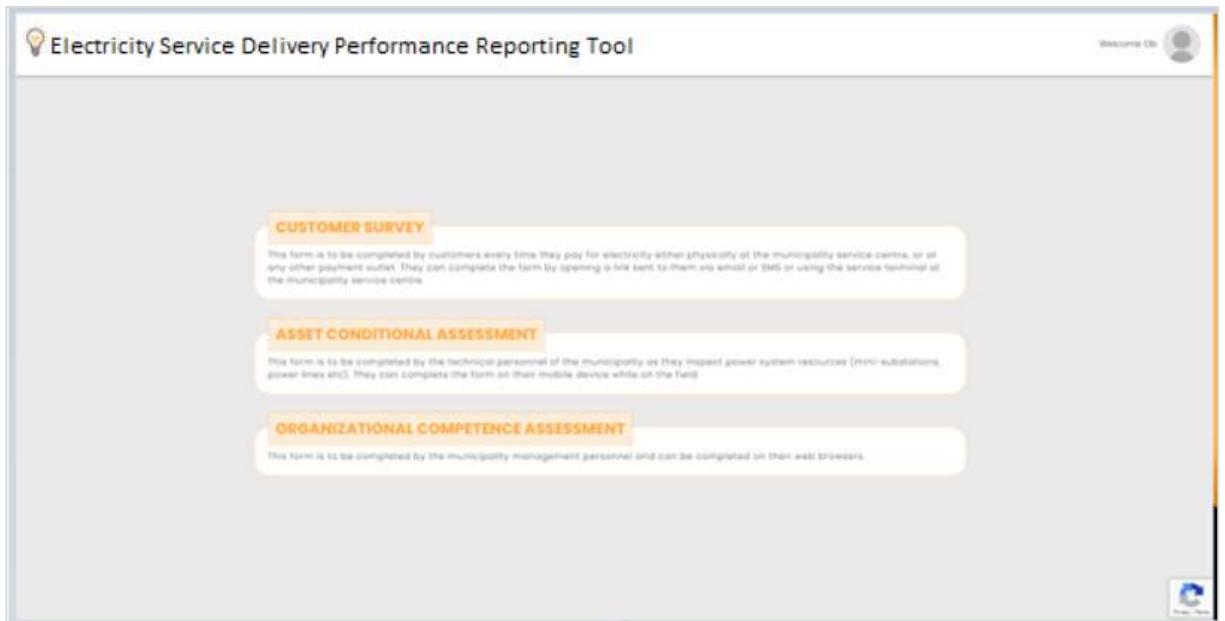 Electricity Service Delivery Performance Reporting Tool
Welcome Ob
CUSTOMER SURVEY
This form is to be completed by customers every time they pay for electricity either physically at the municipality service centre, or at
any other payment outlet. They can complete the form by opening a link sent to them via email or SMS or using the service terminal at
the municipality service centre.
ASSET CONDITIONAL ASSESSMENT
This form is to be completed by the technical personnel of the municipality as they inspect power system resources (mini-substations,
power lines etc). They can complete the form on their mobile device while on the field
ORGANIZATIONAL COMPETENCE ASSESSMENT
This form is to be completed by the municipality management personnel and can be completed on their web browsers
Privacy - Terms